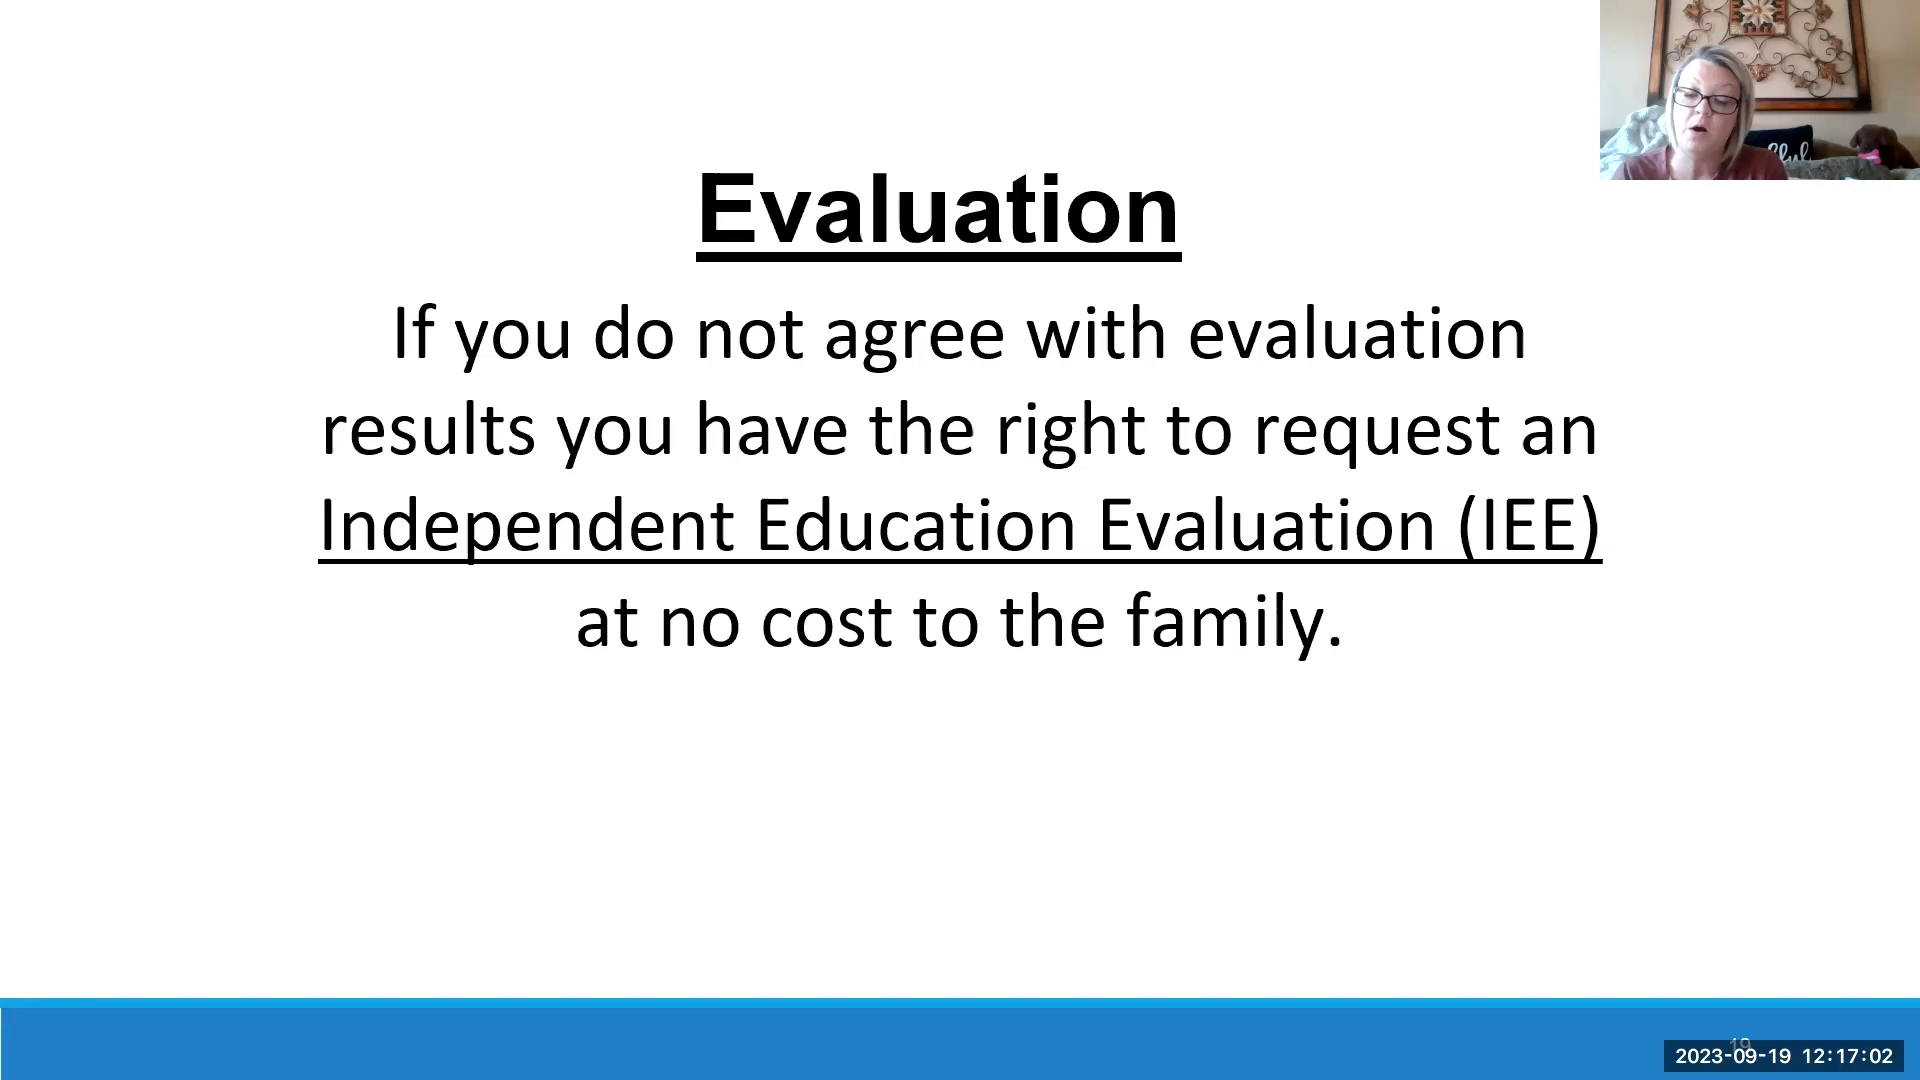 Evaluation
If you do not agree with evaluation
results you have the right to request an
Independent Education Evaluation (IEE)
at no cost to the family.
19
2023-09-19 12:17:02